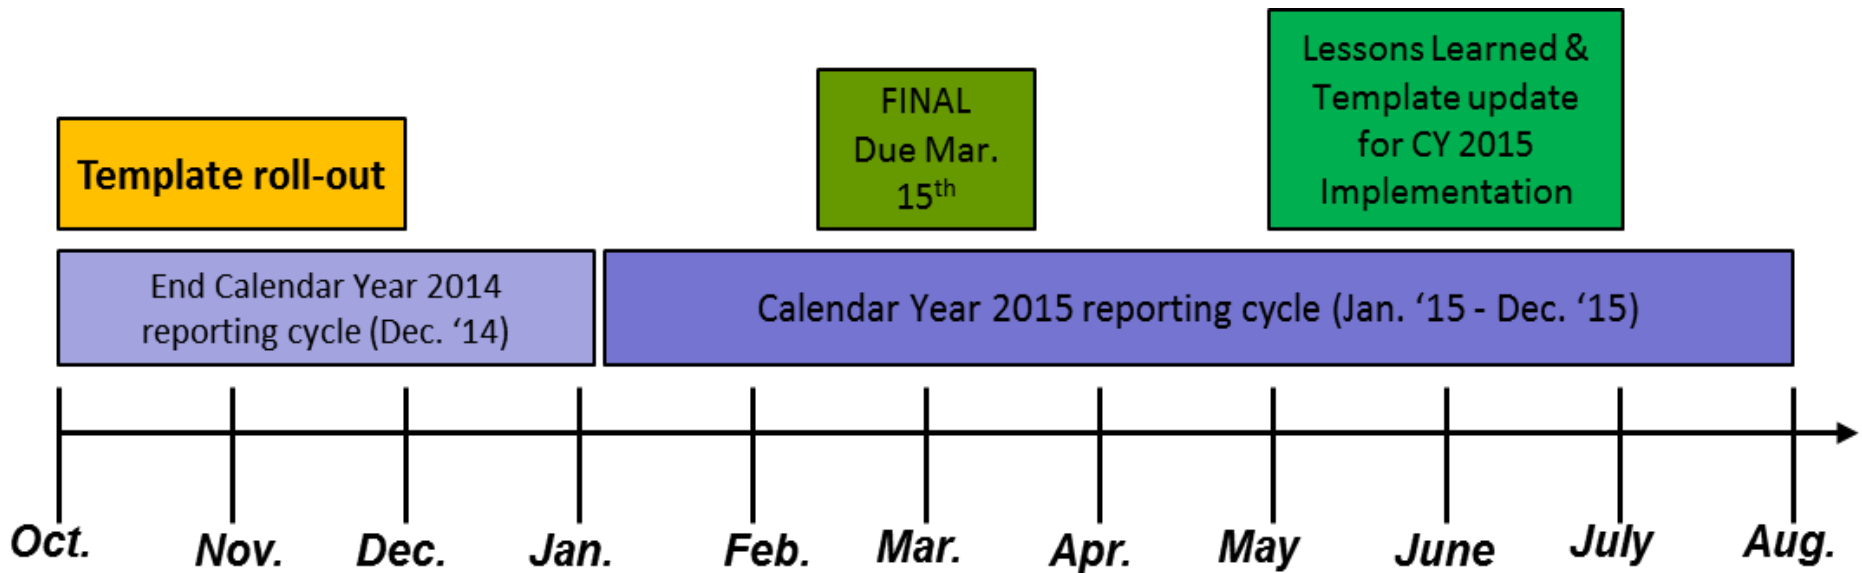 Lessons Learned &
Template update
for CY 2015
Implementation
FINAL
Due Mar.
15th
Template roll-out
End Calendar Year 2014
reporting cycle (Dec. ‘14)
Calendar Year 2015 reporting cycle (Jan. ‘15 - Dec. ‘15)
Oct. Nov. Dec. Jan. Feb. Mar. Apr. May June July Aug.